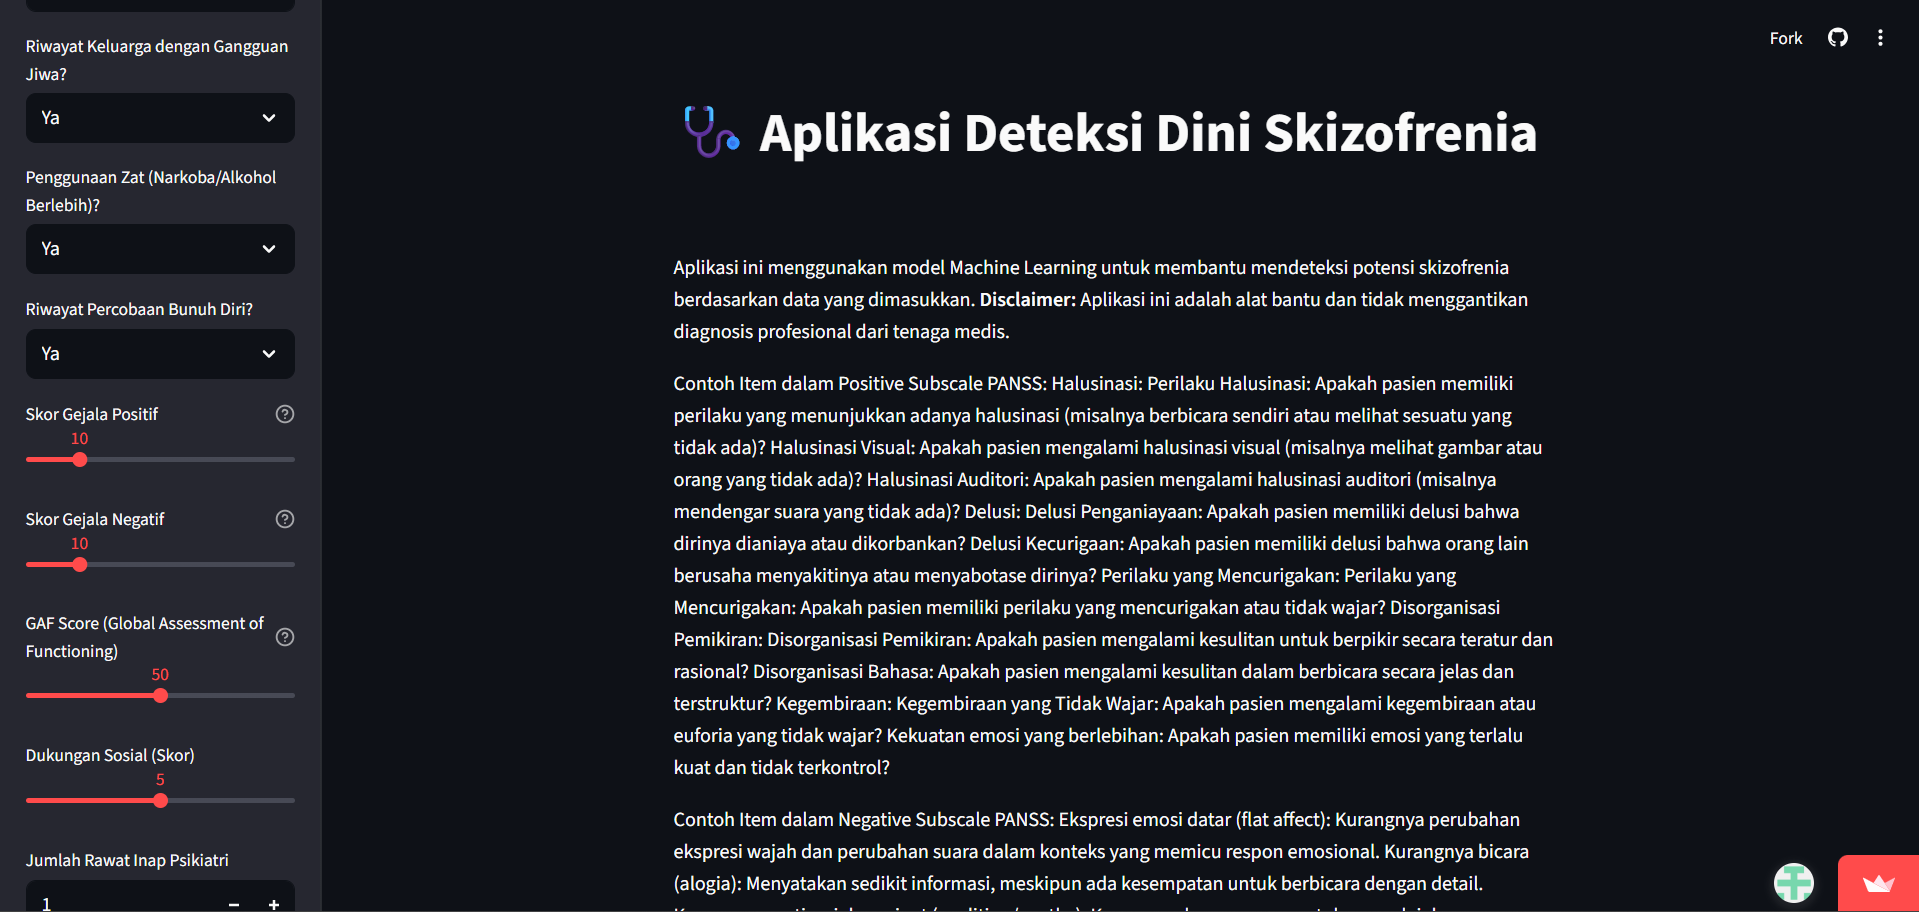 Riwayat Keluarga dengan Gangguan
Jiwa?
Ya
Penggunaan Zat (Narkoba/Alkohol
Berlebih)?
Ya
Riwayat Percobaan Bunuh Diri?
Ya
Skor Gejala Positif
10
Skor Gejala Negatif
10
GAF Score (Global Assessment of
Functioning)
50
Dukungan Sosial (Skor)
5
Jumlah Rawat Inap Psikiatri
1
Fork
Aplikasi Deteksi Dini Skizofrenia
Aplikasi ini menggunakan model Machine Learning untuk membantu mendeteksi potensi skizofrenia
berdasarkan data yang dimasukkan. Disclaimer: Aplikasi ini adalah alat bantu dan tidak menggantikan
diagnosis profesional dari tenaga medis.
Contoh Item dalam Positive Subscale PANSS: Halusinasi: Perilaku Halusinasi: Apakah pasien memiliki
perilaku yang menunjukkan adanya halusinasi (misalnya berbicara sendiri atau melihat sesuatu yang
tidak ada)? Halusinasi Visual: Apakah pasien mengalami halusinasi visual (misalnya melihat gambar atau
orang yang tidak ada)? Halusinasi Auditori: Apakah pasien mengalami halusinasi auditori (misalnya
mendengar suara yang tidak ada)? Delusi: Delusi Penganiayaan: Apakah pasien memiliki delusi bahwa
dirinya dianiaya atau dikorbankan? Delusi Kecurigaan: Apakah pasien memiliki delusi bahwa orang lain
berusaha menyakitinya atau menyabotase dirinya? Perilaku yang Mencurigakan: Perilaku yang
Mencurigakan: Apakah pasien memiliki perilaku yang mencurigakan atau tidak wajar? Disorganisasi
Pemikiran: Disorganisasi Pemikiran: Apakah pasien mengalami kesulitan untuk berpikir secara teratur dan
rasional? Disorganisasi Bahasa: Apakah pasien mengalami kesulitan dalam berbicara secara jelas dan
terstruktur? Kegembiraan: Kegembiraan yang Tidak Wajar: Apakah pasien mengalami kegembiraan atau
euforia yang tidak wajar? Kekuatan emosi yang berlebihan: Apakah pasien memiliki emosi yang terlalu
kuat dan tidak terkontrol?
Contoh Item dalam Negative Subscale PANSS: Ekspresi emosi datar (flat affect): Kurangnya perubahan
ekspresi wajah dan perubahan suara dalam konteks yang memicu respon emosional. Kurangnya bicara
(alogia): Menyatakan sedikit informasi, meskipun ada kesempatan untuk berbicara dengan detail.